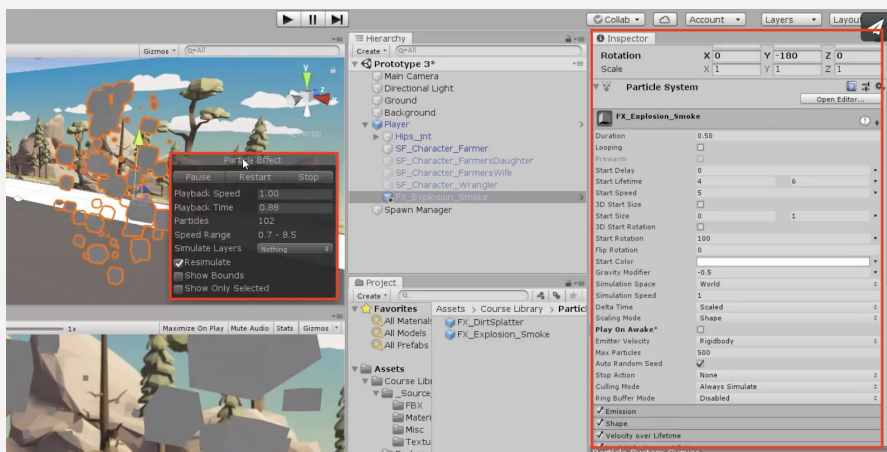 Collab
Account
Layers
Layout
Gizmos
All
Y
Z
Persp
Particle Effect
Pause Restart Stop
Playback Speed 1.00
Playback Time 0.88
Particles 102
Speed Range 0.7 - 8.5
Simulate Layers Nothing
Resimulate
Show Bounds
Show Only Selected
1x Maximize On Play Mute Audio Stats Gizmos
Hierarchy
Create All
Prototype 3*
Main Camera
Directional Light
Ground
Background
Player
Hips_jnt
SF_Character_Farmer
SF_Character_FarmersDaughter
SF_Character_FarmersWife
SF_Character_Wrangler
FX_Explosion_Smoke
Spawn Manager
Project
Create
Favorites
All Materials
All Models
All Prefabs
Assets
Course Libr
_Source
FBX
Materi
Misc
Textu
Assets > Course Library > Particl
FX_DirtSplatter
FX_Explosion_Smoke
Inspector
Rotation X 0 Y -180 Z 0
Scale X 1 Y 1 Z 1
Particle System
Open Editor...
FX_Explosion_Smoke
Duration 0.50
Looping
Prewarm
Start Delay 0
Start Lifetime 4 6
Start Speed 5
3D Start Size
Start Size 0 1
3D Start Rotation
Start Rotation 100
Flip Rotation 0
Start Color
Gravity Modifier -0.5
Simulation Space World
Simulation Speed 1
Delta Time Scaled
Scaling Mode Shape
Play On Awake*
Emitter Velocity Rigidbody
Max Particles 500
Auto Random Seed
Stop Action None
Culling Mode Always Simulate
Ring Buffer Mode Disabled
Emission
Shape
Velocity over Lifetime